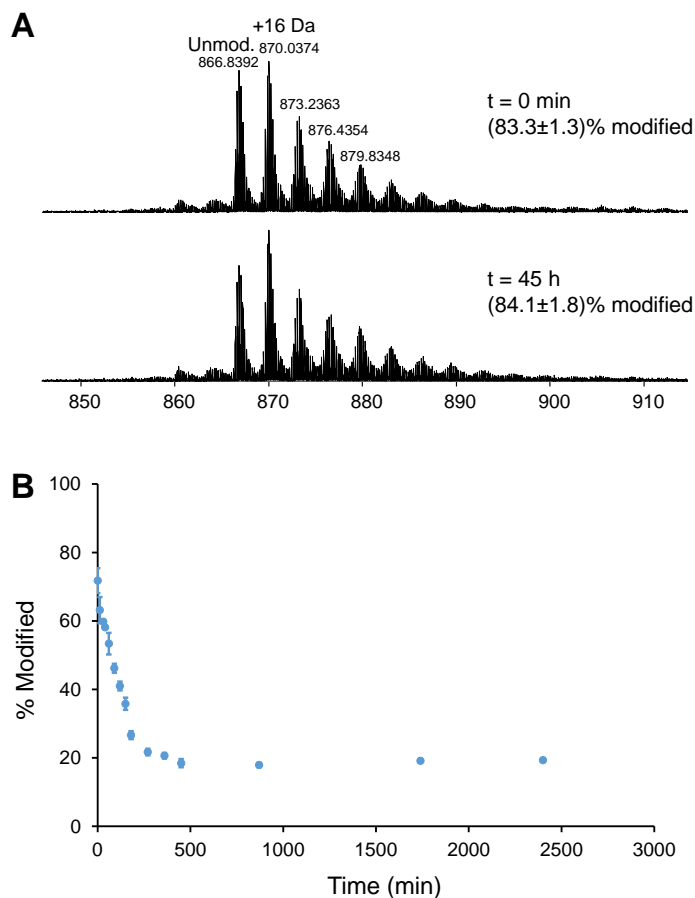 A
+16 Da
Unmod.
870.0374
866.8392
873.2363
876.4354
879.8348
t = 0 min
(83.3±1.3)% modified
t = 45 h
(84.1±1.8)% modified
850 860 870 880 890 900 910
B
100
80
60
40
20
0
% Modified
0 500 1000 1500 2000 2500 3000
Time (min)